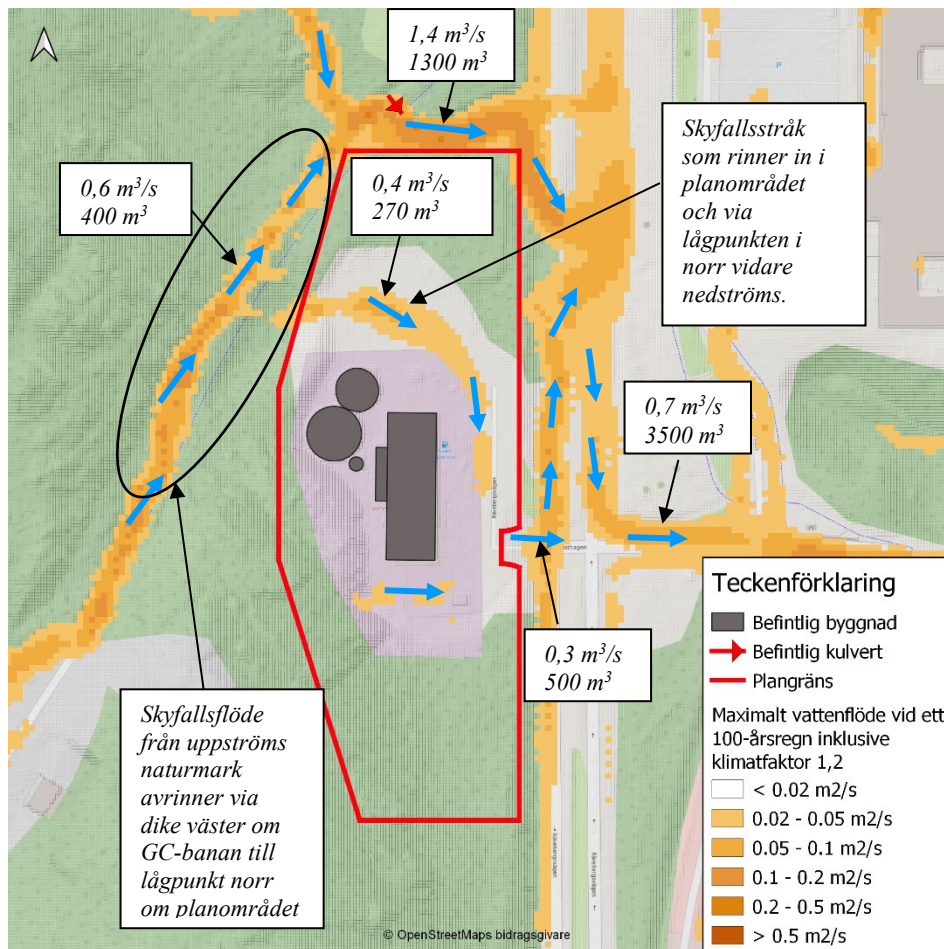 1,4 m³/s
1300 m³
Skyfallsstråk
som rinner in i
planområdet
och via
lågpunkten i
norr vidare
nedströms.
P
0,6 m³/s
400 m³
0,4 m³/s
270 m³
0,7 m³/s
3500 m³
Rävebergsvägen
0,3 m³/s
500 m³
Skyfallsflöde
från uppströms
naturmark
avrinner via
dike väster om
GC-banan till
lågpunkt norr
om planområdet
Rävebergsvägen
Rävebergsvägen
Teckenförklaring
Befintlig byggnad
Befintlig kulvert
Plangräns
Maximalt vattenflöde vid ett
100-årsregn inklusive
klimatfaktor 1,2
< 0.02 m2/s
0.02 - 0.05 m2/s
0.05 - 0.1 m2/s
0.1 - 0.2 m2/s
0.2 - 0.5 m2/s
> 0.5 m2/s
© OpenStreetMaps bidragsgivare